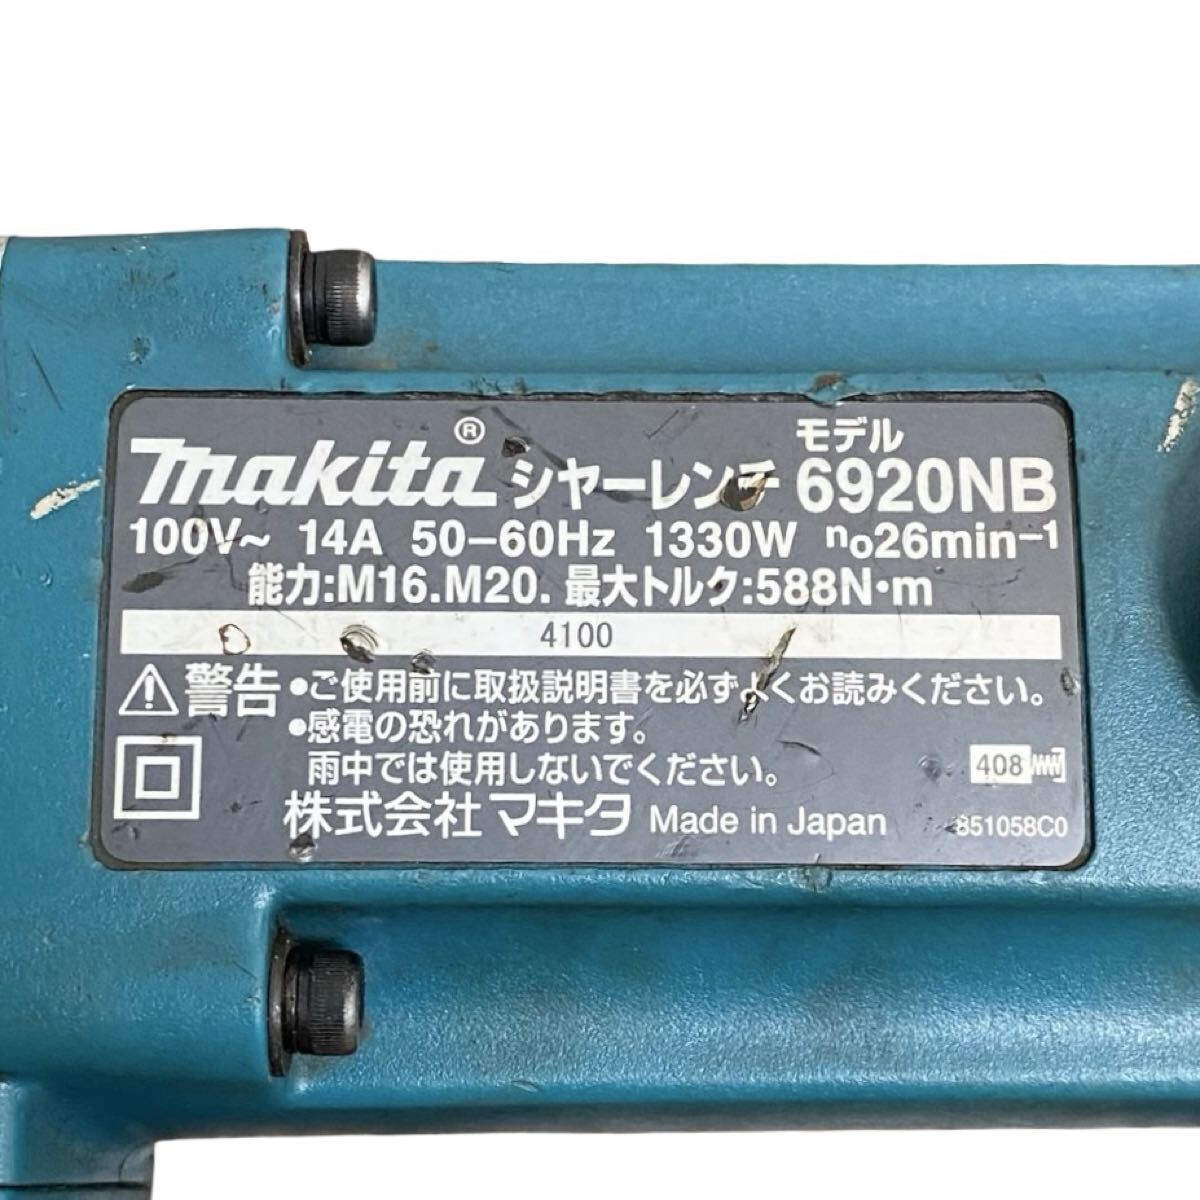 makita® シヤーレンチ モデル 6920NB
100V~ 14A 50-60Hz 1330W no26min-1
能力:M16.M20. 最大トルク:588N・m
4100
警告 •ご使用前に取扱説明書を必ずよくお読みください。
•感電の恐れがあります。
雨中では使用しないでください。
408
株式会社 マキタ Made in Japan 851058C0